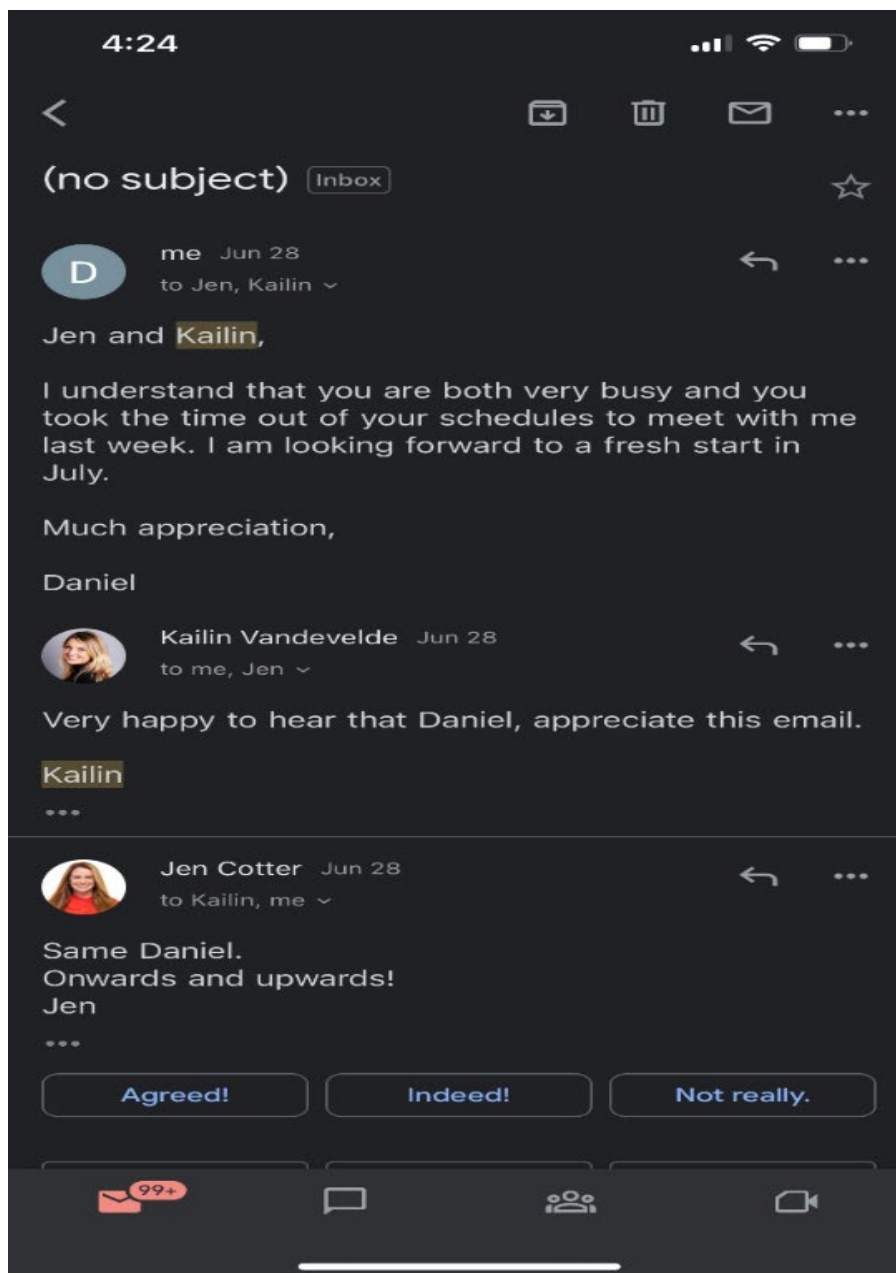 4:24
(no subject) Inbox
D
me Jun 28
to Jen, Kailin
Jen and Kailin,
I understand that you are both very busy and you
took the time out of your schedules to meet with me
last week. I am looking forward to a fresh start in
July.
Much appreciation,
Daniel
Kailin Vandevelde Jun 28
to me, Jen
Very happy to hear that Daniel, appreciate this email.
Kailin
Jen Cotter Jun 28
to Kailin, me
Same Daniel.
Onwards and upwards!
Jen
Agreed! Indeed! Not really.
99+